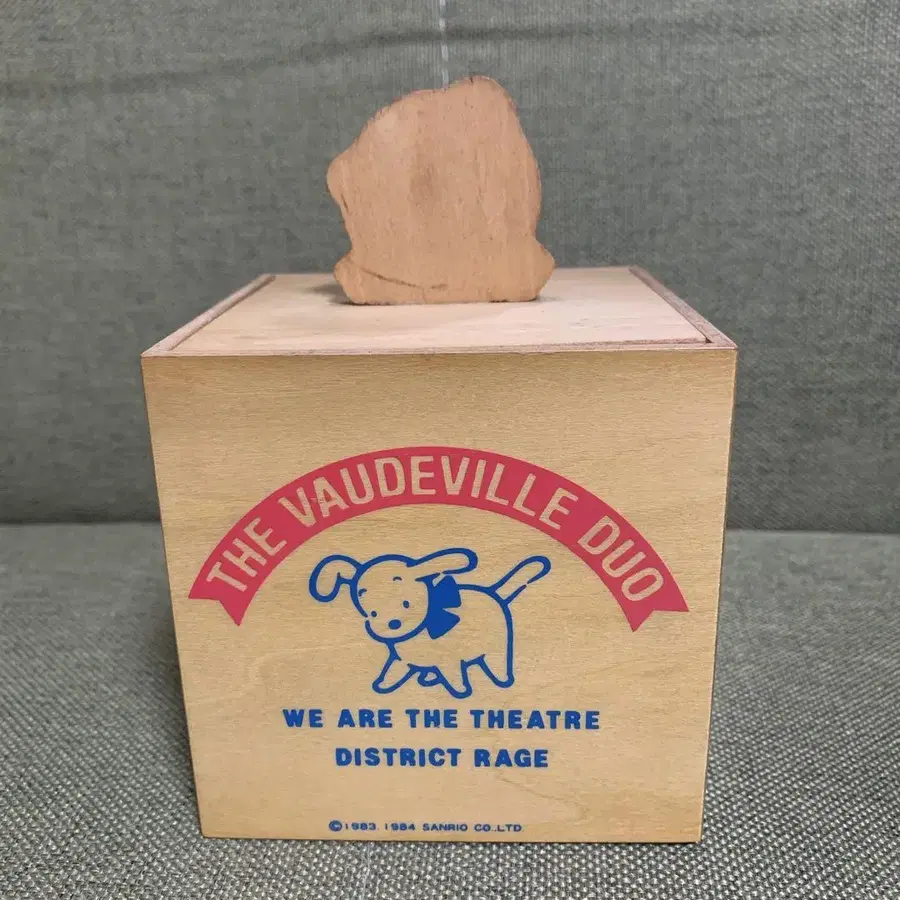 THE VAUDEVILLE DUO
WE ARE THE THEATRE
DISTRICT RAGE
©1983.1984 SANRIO CO.,LTD